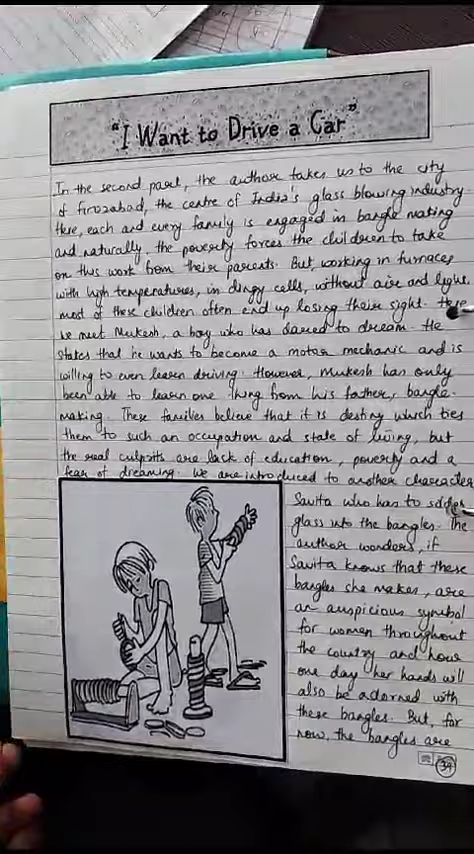 "I Want to Drive a Car"
In the second part, the author takes us to the city
of firozabad, the centre of India's glass blowing industry.
Here, each and every family is engaged in bangle making
and naturally, the poverty forces the children to take
on this work from their parents. But, working in furnaces
with high temperatures, in dingy cells, without air and light,
most of these children often end up losing their sight. Here
we meet Mukesh, a boy who has dared to dream. He
states that he wants to become a motor mechanic and is
willing to even learn driving. However, Mukesh has only
been able to learn one thing from his father, bangle-
making. These families believe that it is destiny which ties
them to such an occupation and state of living, but
the real culprits are lack of education, poverty and a
fear of dreaming. We are introduced to another character
Savita who has to solder
glass into the bangles. The
author wonders, if
Savita knows that these
bangles she makes, are
an auspicious symbol
for women throughout
the country and how
one day her hands will
also be adorned with
these bangles. But, for
now, the bangles are
39